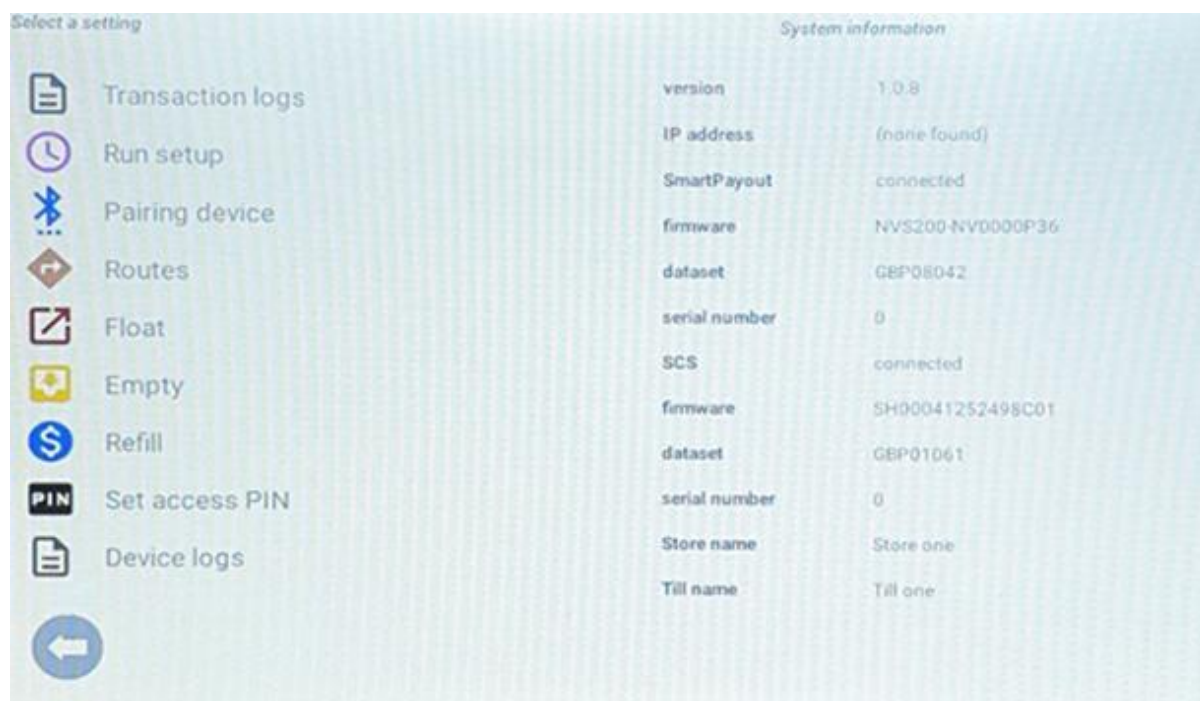 Select a setting
System information
Transaction logs
Run setup
Pairing device
Routes
Float
Empty
Refill
PIN Set access PIN
Device logs
version 1.0.8
IP address (none found)
SmartPayout connected
firmware NVS200-NV0000P36
dataset GBP08042
serial number 0
SCS connected
firmware SH00041252498C01
dataset GBP01061
serial number 0
Store name Store one
Till name Till one